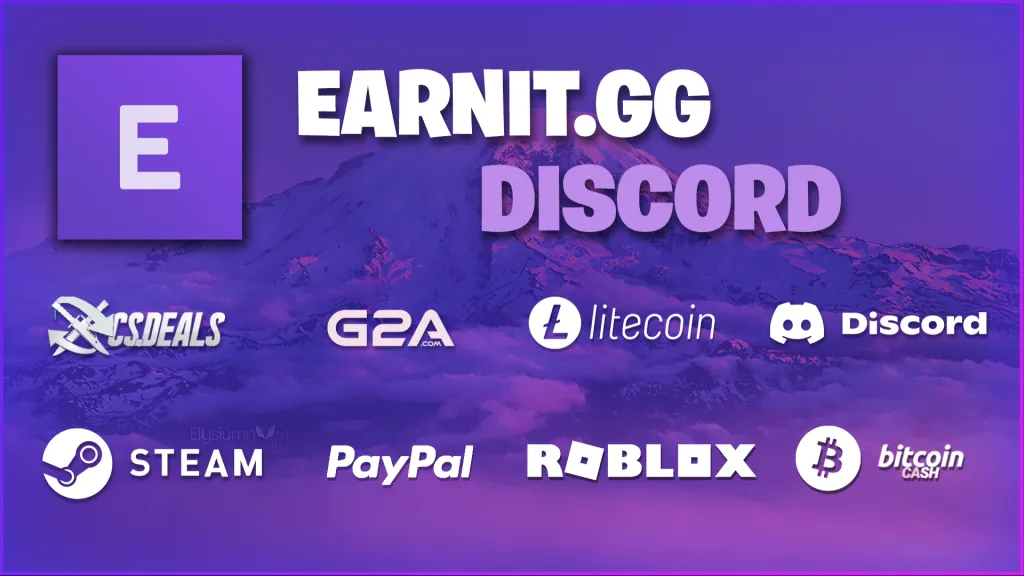 E
EARNIT.GG
DISCORD
CS.DEALS
G2A
.COM
litecoin
Discord
STEAM
PayPal
ROBLOX
bitcoin
CASH